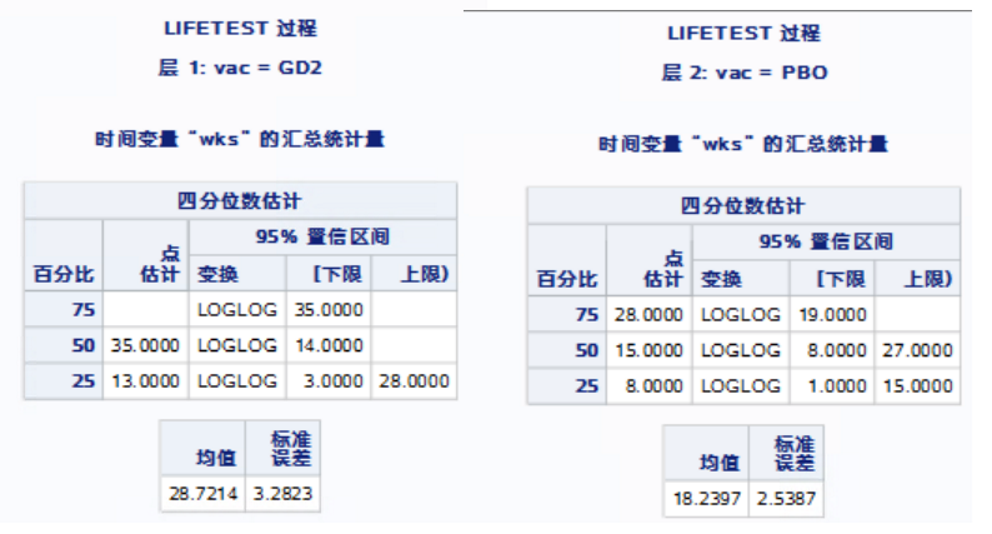 LIFETEST 过程
层 1: vac = GD2
时间变量 “wks” 的汇总统计量
四分位数估计
百分比 点估计 95% 置信区间
变换 [下限 上限)
75 LOGLOG 35.0000
50 35.0000 LOGLOG 14.0000
25 13.0000 LOGLOG 3.0000 28.0000
均值 标准误差
28.7214 3.2823
LIFETEST 过程
层 2: vac = PBO
时间变量 “wks” 的汇总统计量
四分位数估计
百分比 点估计 95% 置信区间
变换 [下限 上限)
75 28.0000 LOGLOG 19.0000
50 15.0000 LOGLOG 8.0000 27.0000
25 8.0000 LOGLOG 1.0000 15.0000
均值 标准误差
18.2397 2.5387